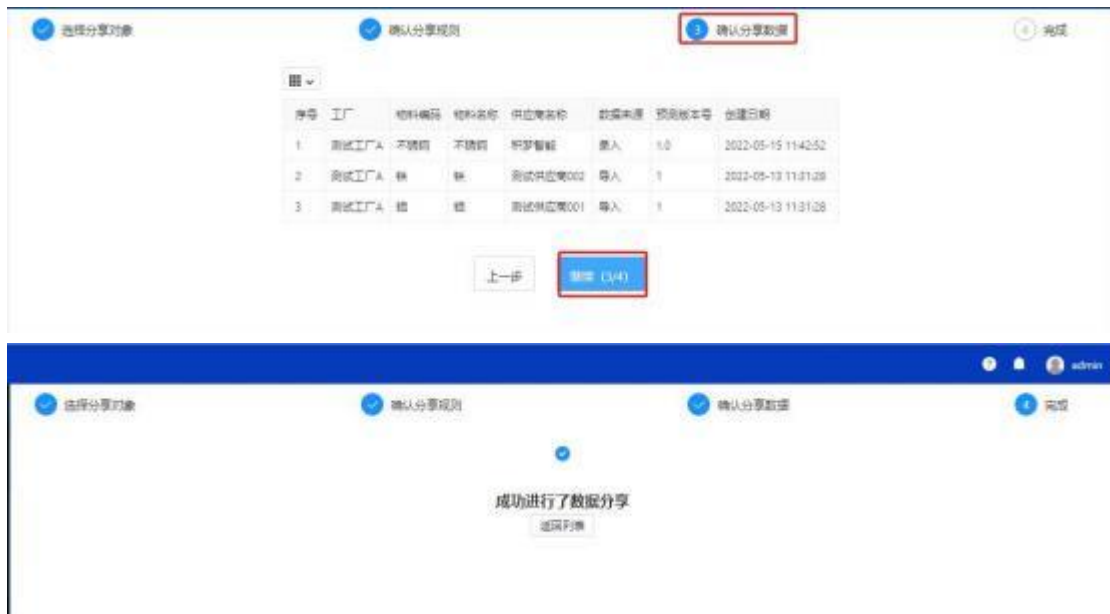 选择分享对象 确认分享规则 3 确认分享数据 4 完成
序号 工厂 物料编码 物料名称 供应商名称 数据来源 预测版本号 创建日期
1 测试工厂A 不锈钢 不锈钢 织梦智能 录入 1.0 2022-05-15 11:42:52
2 测试工厂A 铁 铁 测试供应商002 导入 1 2022-05-13 11:31:28
3 测试工厂A 铝 铝 测试供应商001 导入 1 2022-05-13 11:31:28
上一步 继续 (3/4)
admin
选择分享对象 确认分享规则 确认分享数据 4 完成
成功进行了数据分享
返回列表